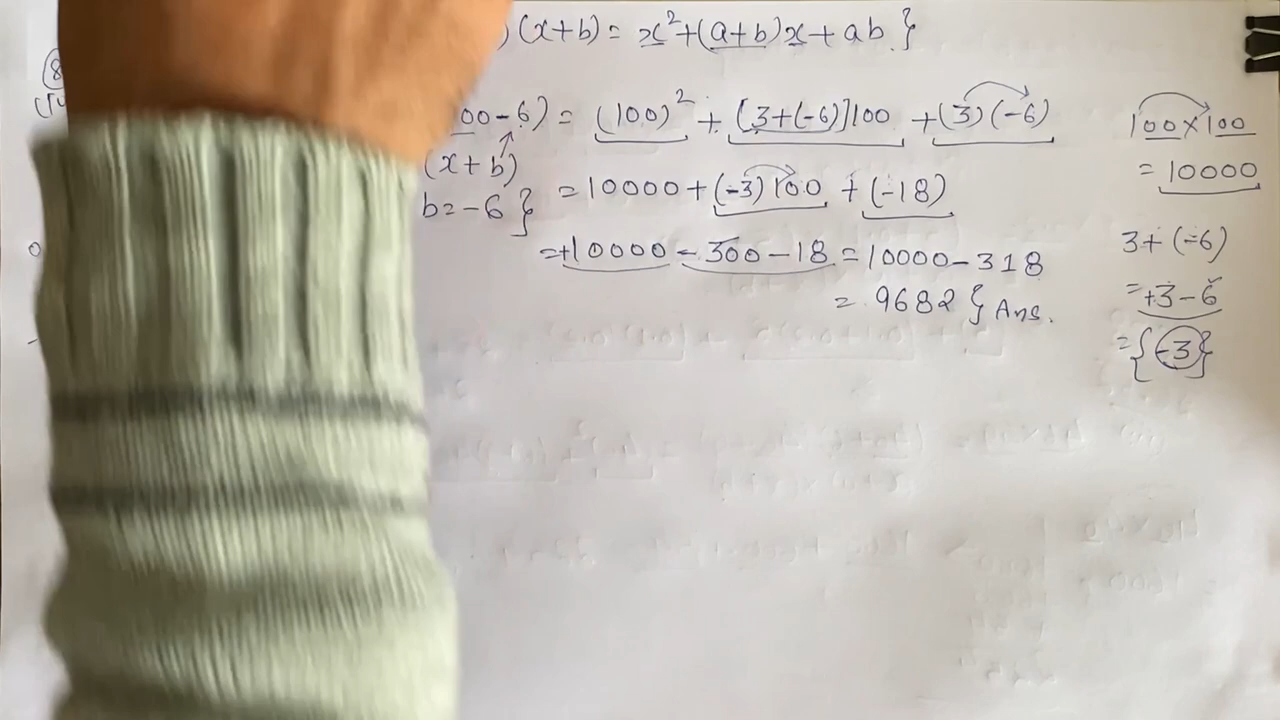 ) (x+b) = x²+(a+b)x+ab }
(8
00-6) = (100)² + [3+(-6)]100 + (3)(-6)
(x+b)
b=-6 }
= 10000 + (-3)100 + (-18)
=+10000 - 300 - 18 = 10000 - 318
= 9682 } Ans.
100×100
= 10000
3+(-6)
= +3-6
= {-3}